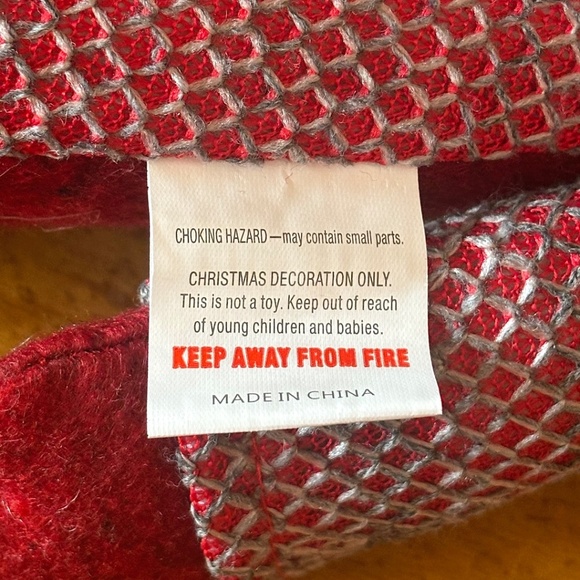 CHOKING HAZARD—may contain small parts.
CHRISTMAS DECORATION ONLY.
This is not a toy. Keep out of reach
of young children and babies.
KEEP AWAY FROM FIRE
MADE IN CHINA